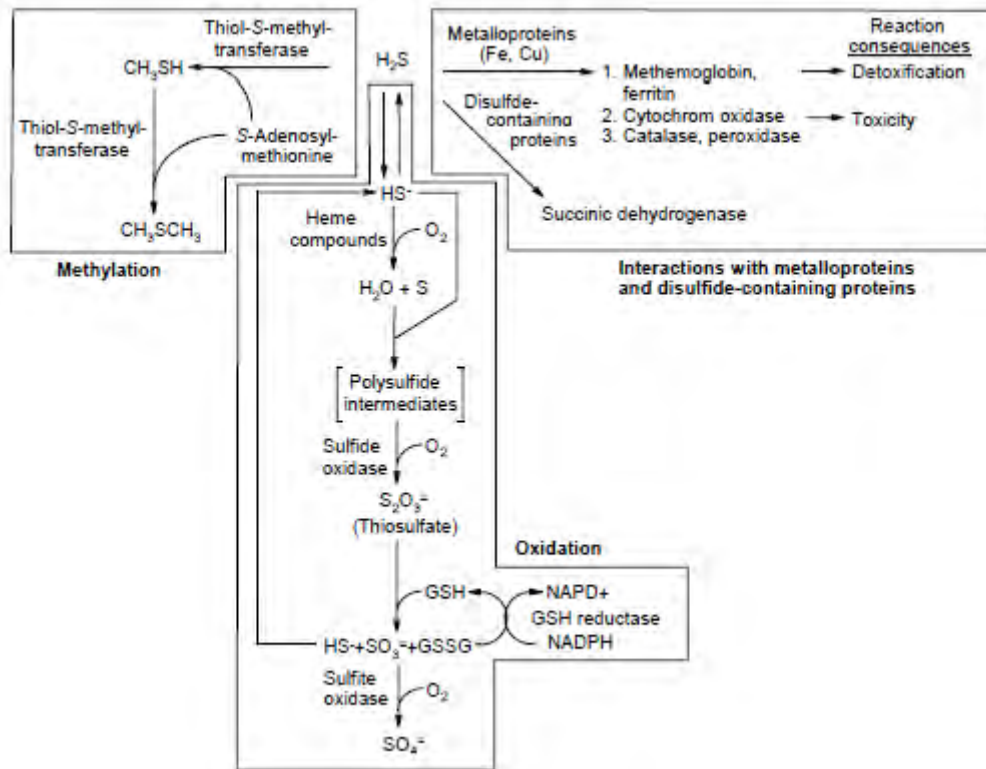 Thiol-S-methyl-
transferase
CH₃SH
Thiol-S-methyl-
transferase
S-Adenosyl-
methionine
CH₃SCH₃
Methylation
H₂S
Metalloproteins
(Fe, Cu)
Disulfde-
containing
proteins
1. Methemoglobin,
ferritin
2. Cytochrom oxidase
3. Catalase, peroxidase
Reaction
consequences
Detoxification
Toxicity
Succinic dehydrogenase
Interactions with metalloproteins
and disulfide-containing proteins
HS⁻
Heme
compounds
O₂
H₂O + S
Polysulfide
intermediates
Sulfide
oxidase
O₂
S₂O₃⁼
(Thiosulfate)
Oxidation
GSH
NAPD+
GSH reductase
NADPH
HS-+SO₃⁼+GSSG
Sulfite
oxidase
O₂
SO₄⁼